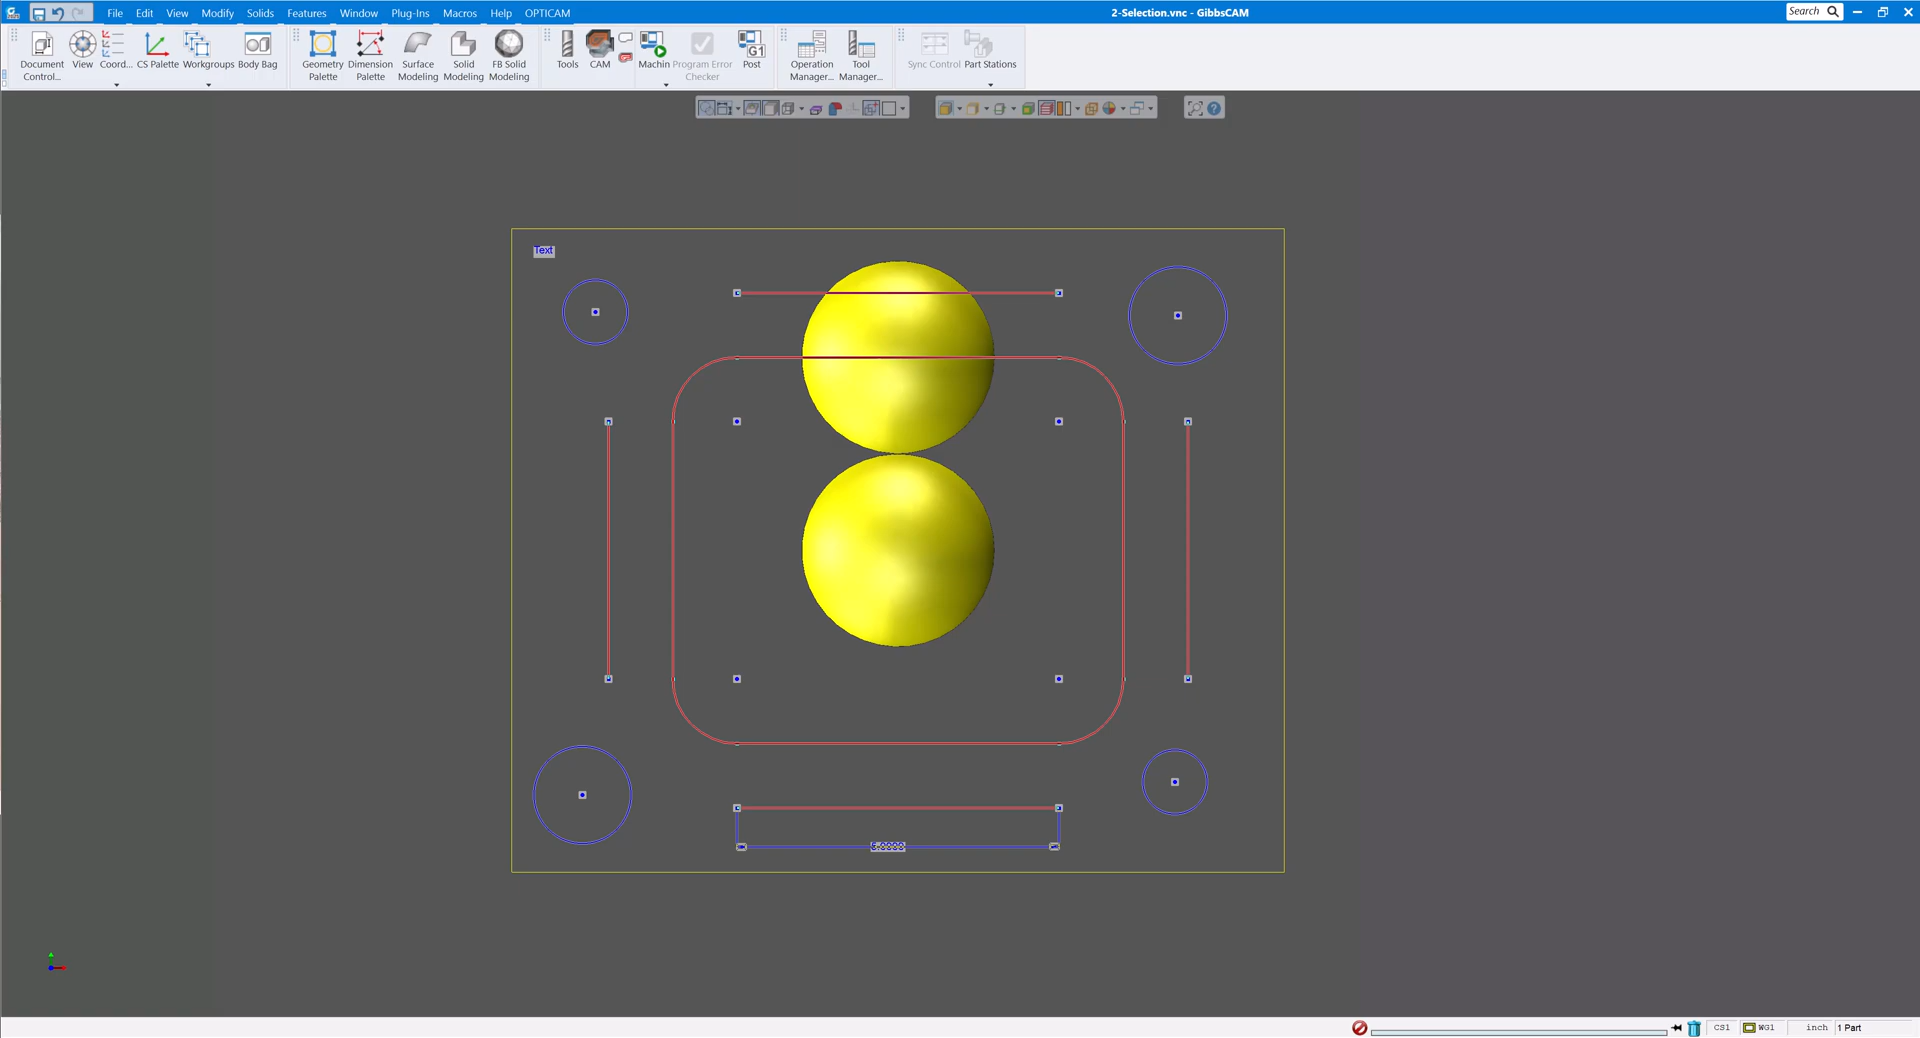 File Edit View Modify Solids Features Window Plug-Ins Macros Help OPTICAM 2-Selection.vnc - GibbsCAM Search
Document Control...
View
Coord...
CS Palette
Workgroups
Body Bag
Geometry Palette
Dimension Palette
Surface Modeling
Solid Modeling
FB Solid Modeling
Tools
CAM
Machin
Program Error Checker
G1
Post
Operation Manager...
Tool Manager...
Sync Control
Part Stations
Text
5.0000
CS1 WG1 inch 1 Part